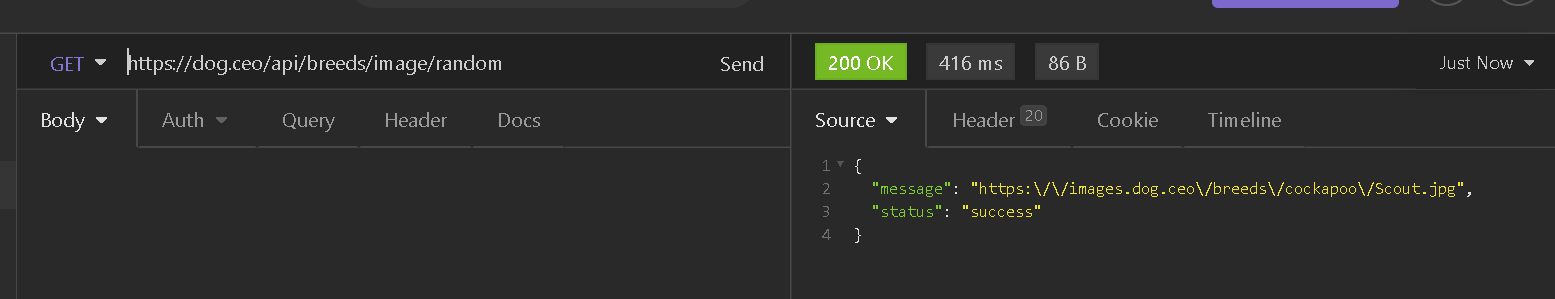 GET https://dog.ceo/api/breeds/image/random Send
200 OK 416 ms 86 B Just Now
Body Auth Query Header Docs
Source Header 20 Cookie Timeline
1 {
2 "message": "https:\/\/images.dog.ceo\/breeds\/cockapoo\/Scout.jpg",
3 "status": "success"
4 }